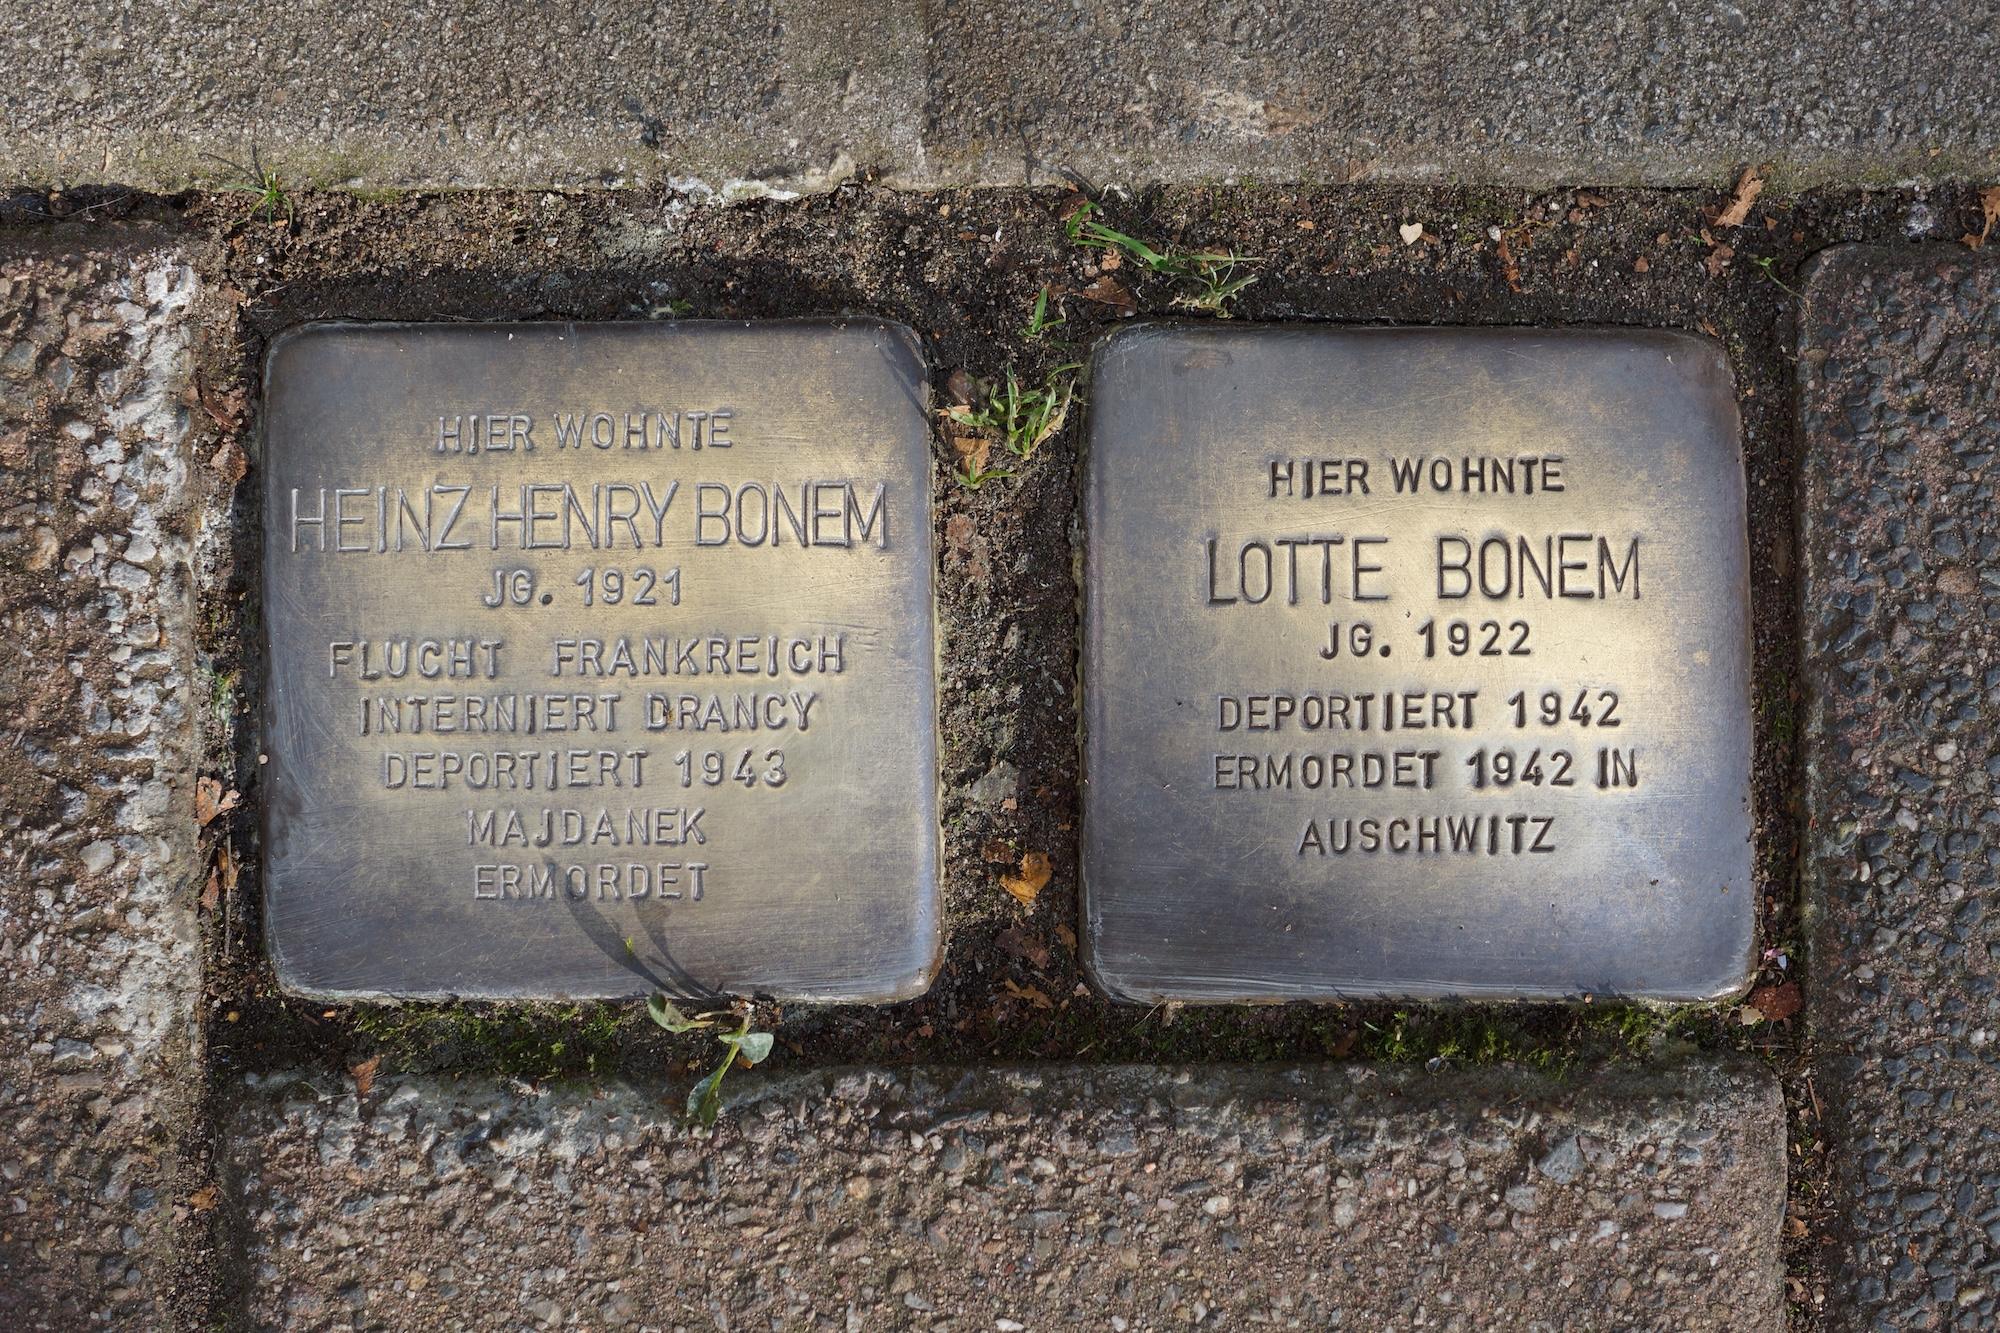 HIER WOHNTE
HEINZ HENRY BONEM
JG. 1921
FLUCHT FRANKREICH
INTERNIERT DRANCY
DEPORTIERT 1943
MAJDANEK
ERMORDET
HIER WOHNTE
LOTTE BONEM
JG. 1922
DEPORTIERT 1942
ERMORDET 1942 IN
AUSCHWITZ